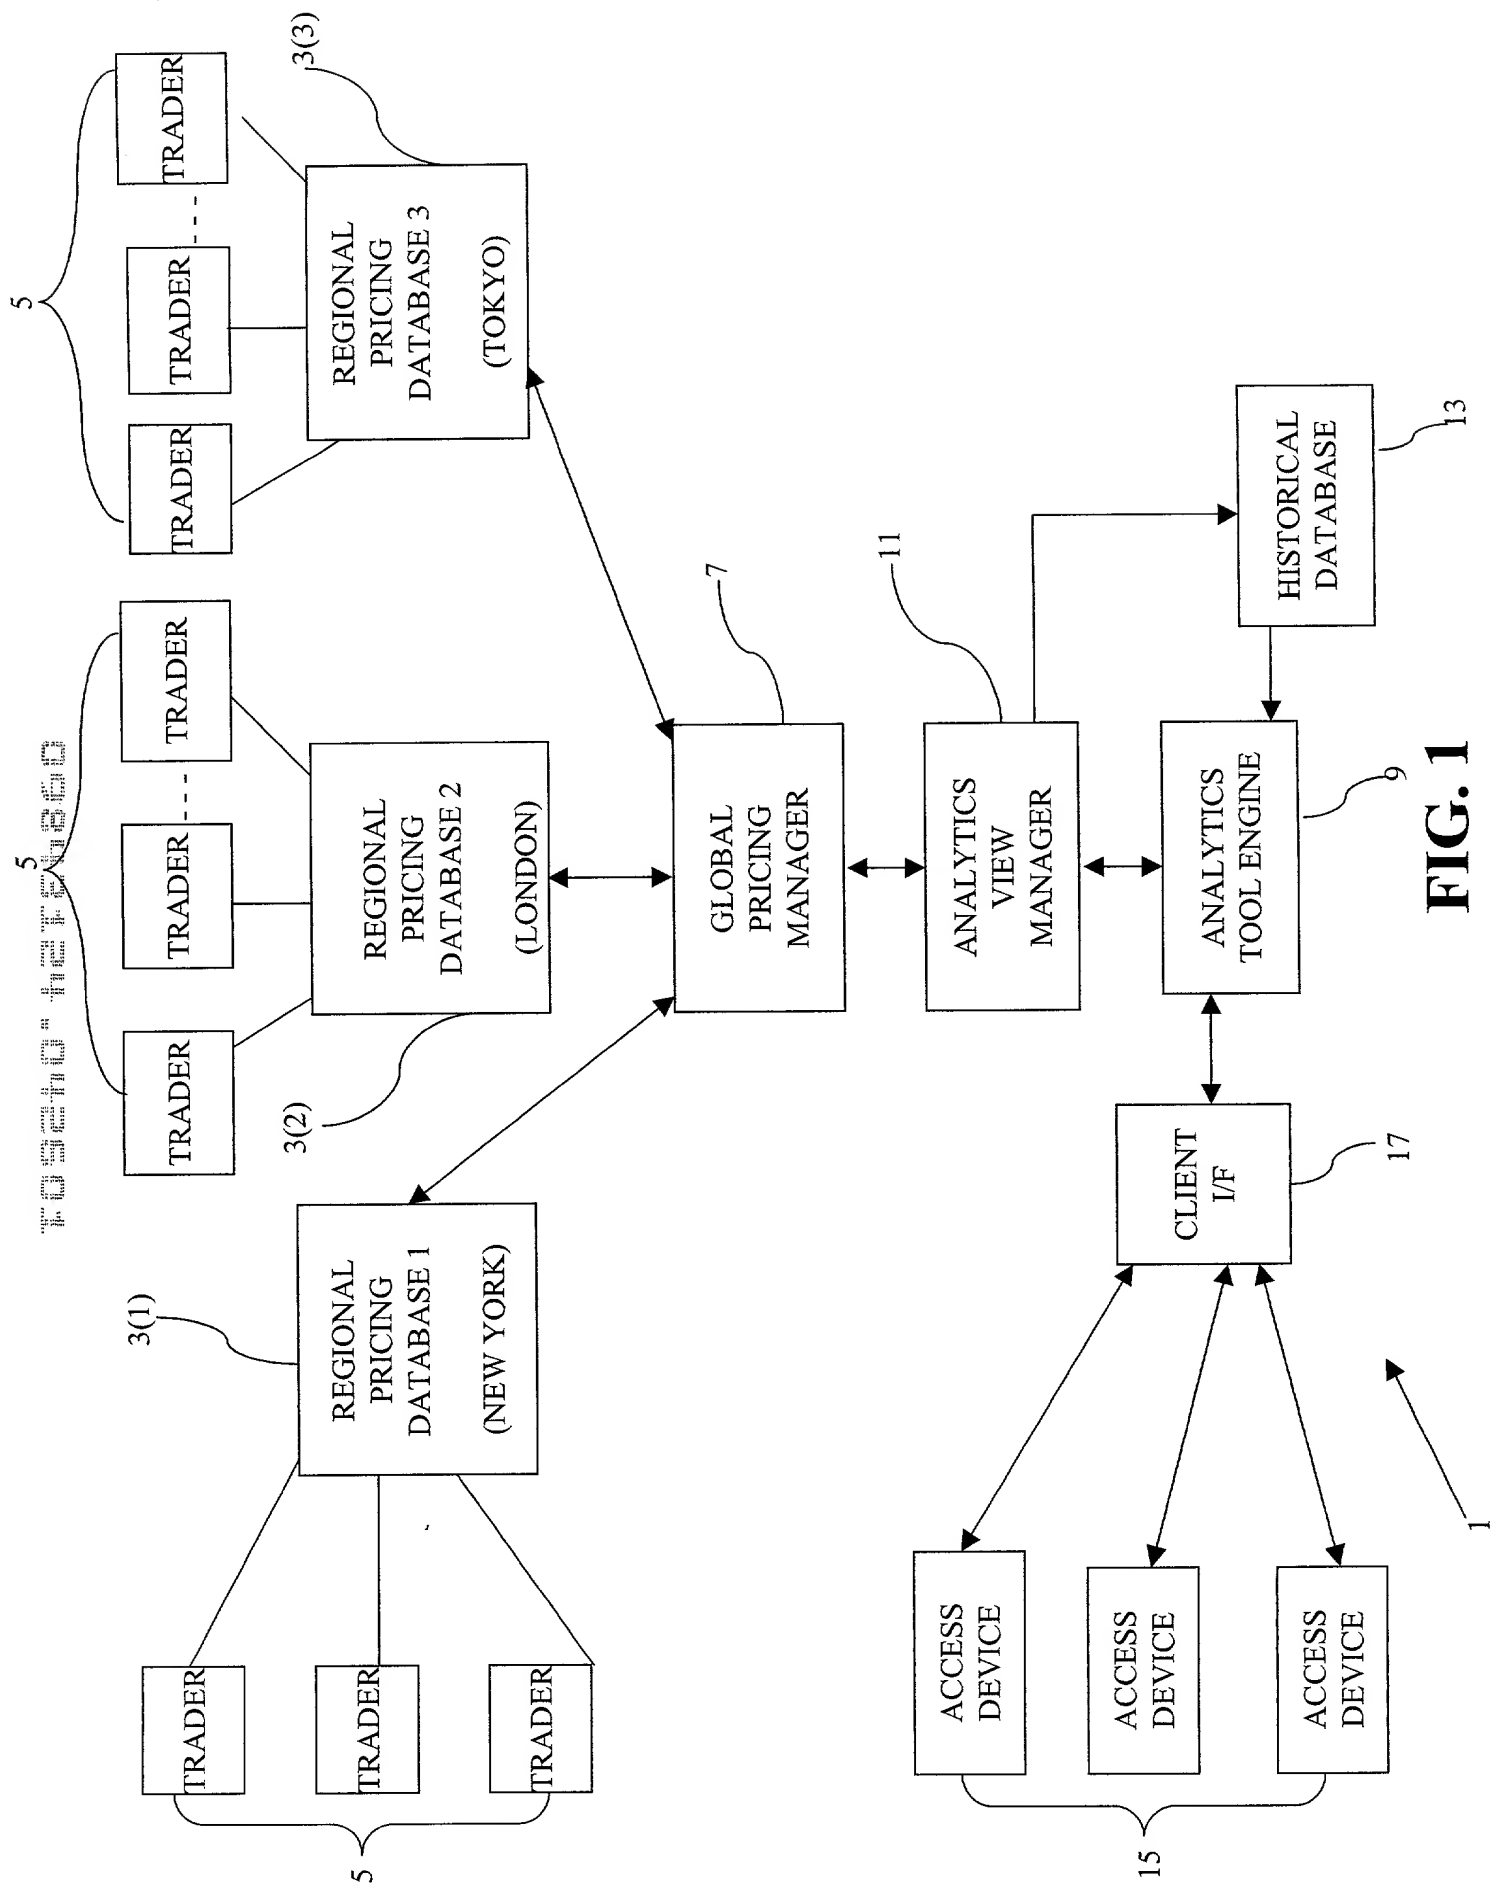 5
TRADER
TRADER
TRADER
3(1)
REGIONAL
PRICING
DATABASE 1
(NEW YORK)
5
TRADER
TRADER
TRADER
3(2)
REGIONAL
PRICING
DATABASE 2
(LONDON)
5
TRADER
TRADER
TRADER
3(3)
REGIONAL
PRICING
DATABASE 3
(TOKYO)
GLOBAL
PRICING
MANAGER
7
ANALYTICS
VIEW
MANAGER
11
15
ACCESS
DEVICE
ACCESS
DEVICE
ACCESS
DEVICE
CLIENT
I/F
17
ANALYTICS
TOOL ENGINE
9
HISTORICAL
DATABASE
13
1
FIG. 1